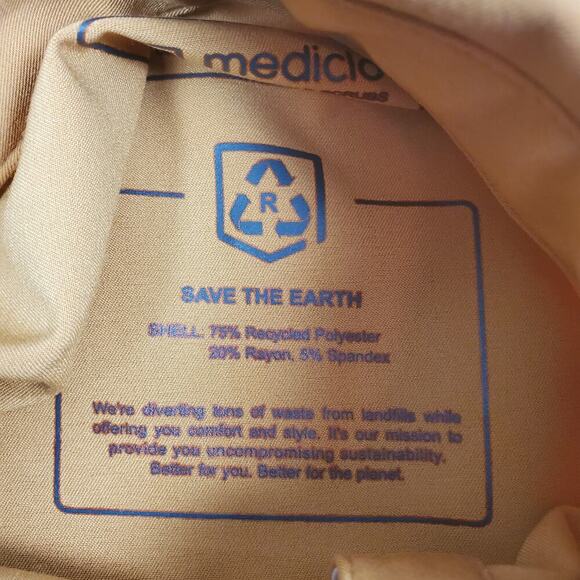 mediclo
SCRUBS
R
SAVE THE EARTH
SHELL: 75% Recycled Polyester
20% Rayon, 5% Spandex
We're diverting tons of waste from landfills while
offering you comfort and style. It's our mission to
provide you uncompromising sustainability.
Better for you. Better for the planet.